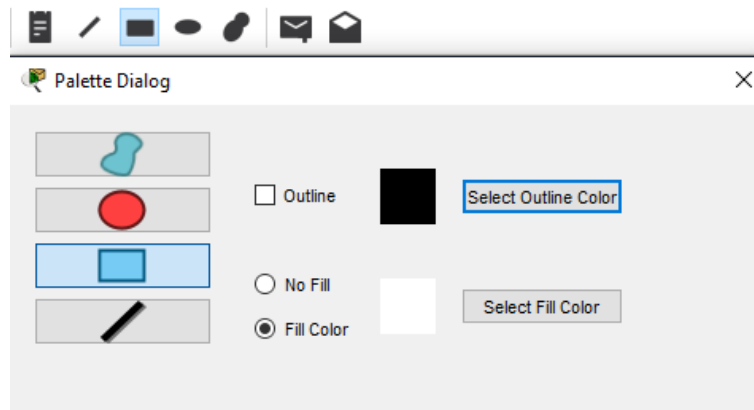 Palette Dialog
Outline
Select Outline Color
No Fill
Select Fill Color
Fill Color